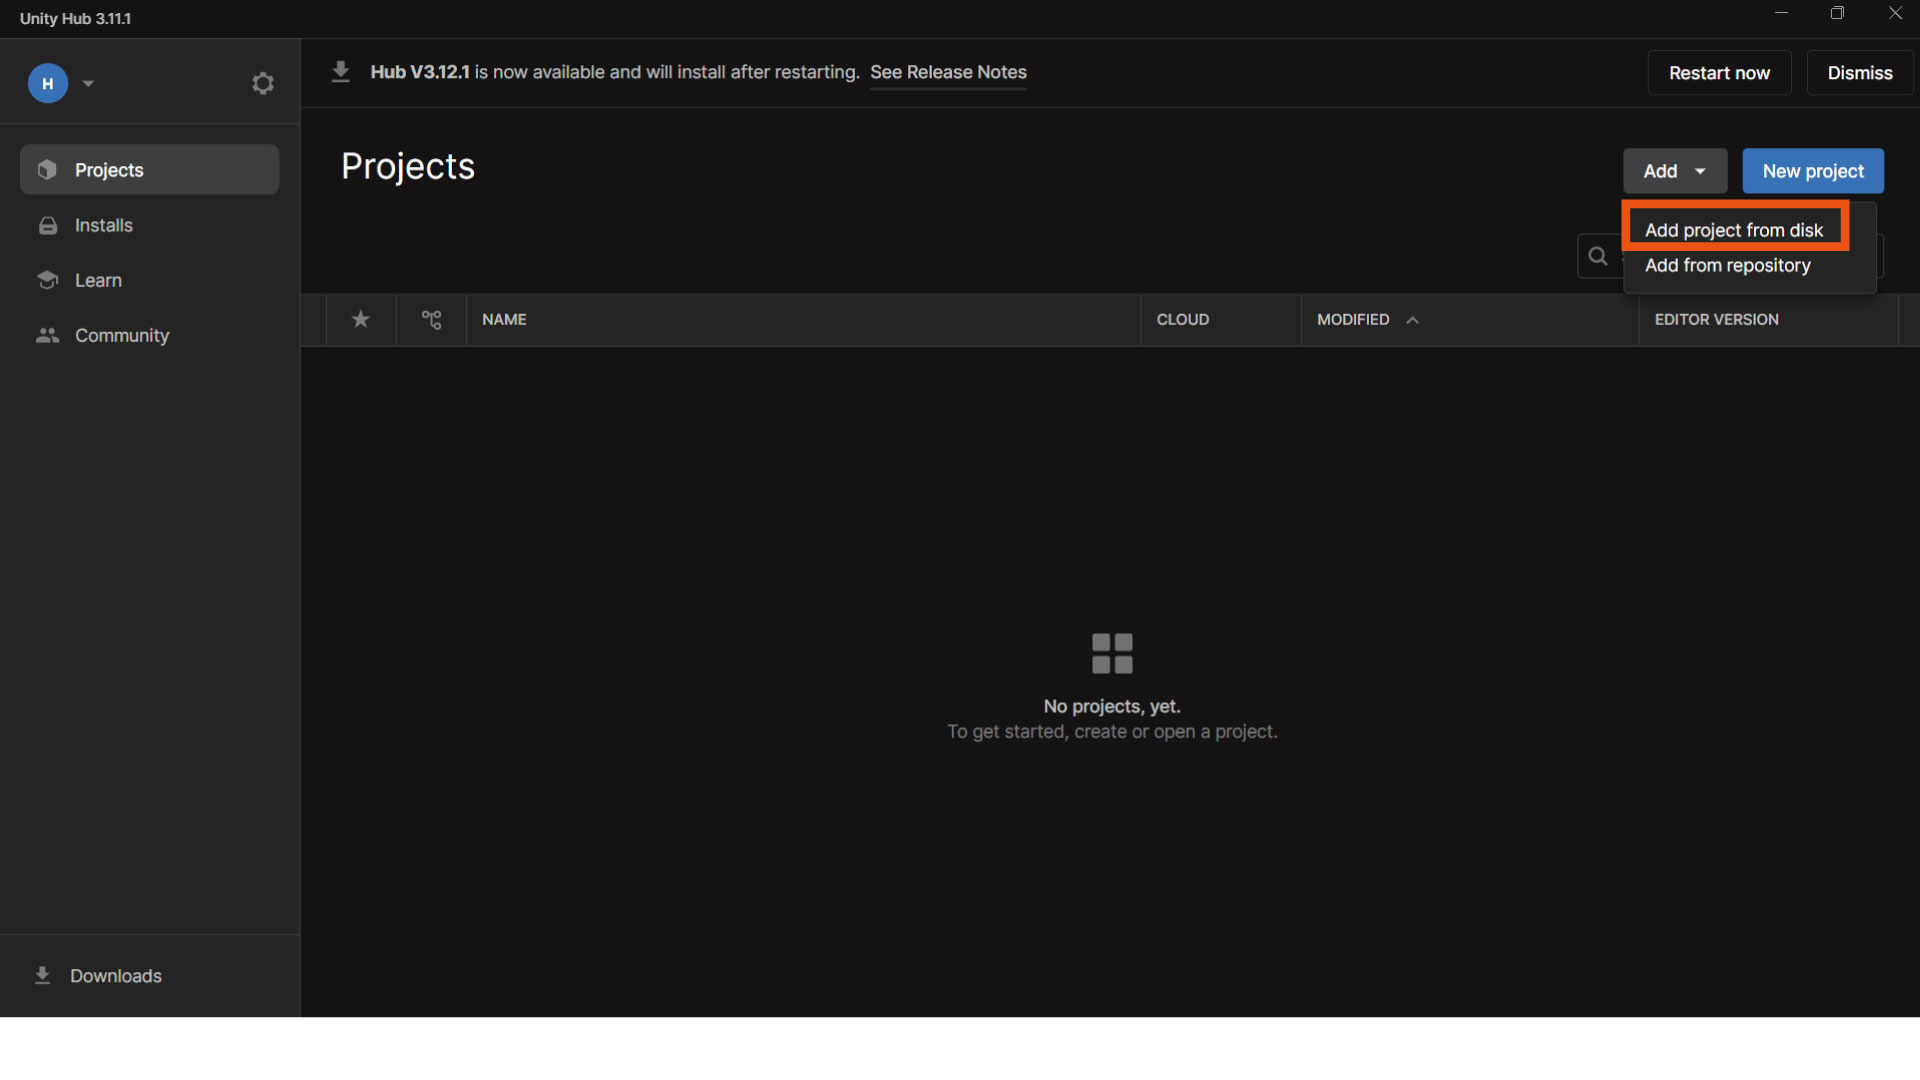 Unity Hub 3.11.1
H
Hub V3.12.1 is now available and will install after restarting. See Release Notes
Restart now
Dismiss
Projects
Installs
Learn
Community
Downloads
Projects
Add
New project
Add project from disk
Add from repository
NAME
CLOUD
MODIFIED
EDITOR VERSION
No projects, yet.
To get started, create or open a project.